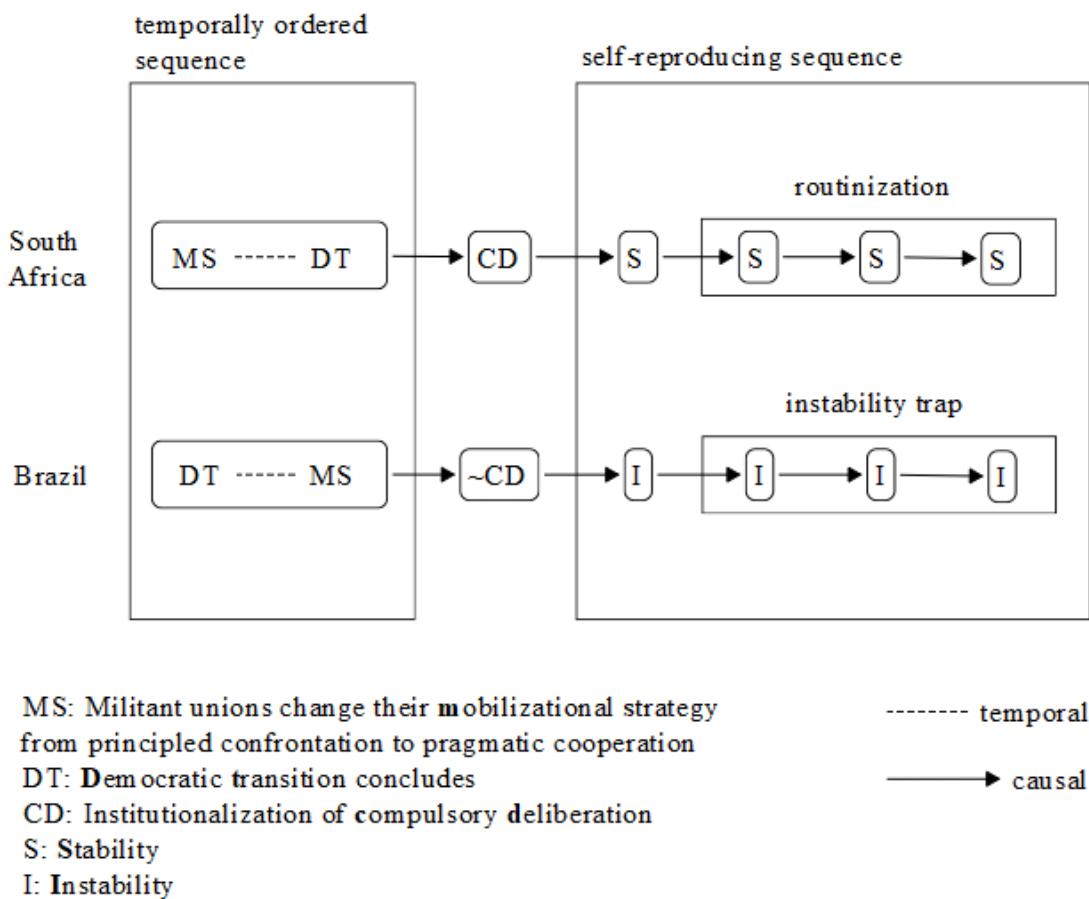 temporally ordered
sequence
self-reproducing sequence
routinization
South
Africa
MS ------ DT
CD
S
S
S
S
instability trap
Brazil
DT ------ MS
~CD
I
I
I
I
MS: Militant unions change their mobilizational strategy
from principled confrontation to pragmatic cooperation
DT: Democratic transition concludes
CD: Institutionalization of compulsory deliberation
S: Stability
I: Instability
------- temporal
causal